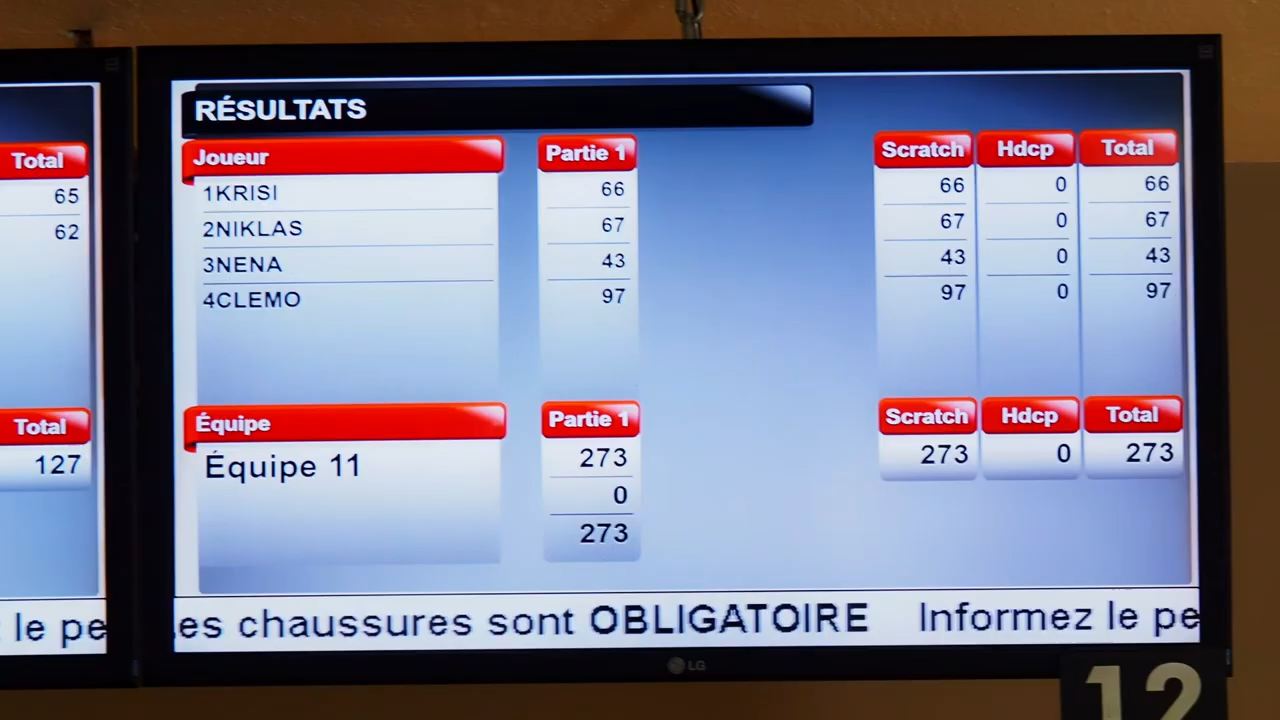 RÉSULTATS
Total
Joueur Partie 1 Scratch Hdcp Total
65
1KRISI 66 66 0 66
62
2NIKLAS 67 67 0 67
3NENA 43 43 0 43
4CLEMO 97 97 0 97
Total
Équipe Partie 1 Scratch Hdcp Total
127
Équipe 11 273 273 0 273
0
273
le pe
es chaussures sont OBLIGATOIRE Informez le pe
LG
12